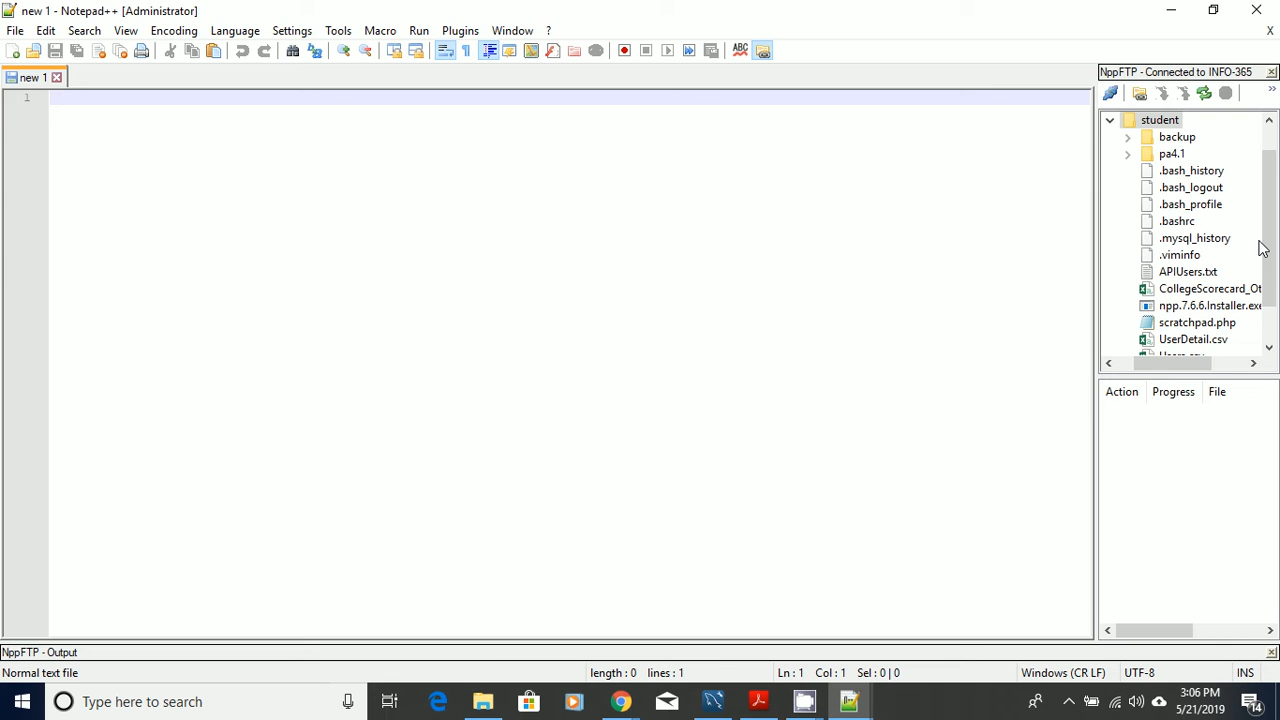 new 1 - Notepad++ [Administrator]
File Edit Search View Encoding Language Settings Tools Macro Run Plugins Window ? X
new 1
NppFTP - Connected to INFO-365
1
student
backup
pa4.1
.bash_history
.bash_logout
.bash_profile
.bashrc
.mysql_history
.viminfo
APIUsers.txt
CollegeScorecard_Ot
npp.7.6.6.Installer.exe
scratchpad.php
UserDetail.csv
Action Progress File
NppFTP - Output
Normal text file length : 0 lines : 1 Ln : 1 Col : 1 Sel : 0 | 0 Windows (CR LF) UTF-8 INS
Type here to search
3:06 PM
5/21/2019
14